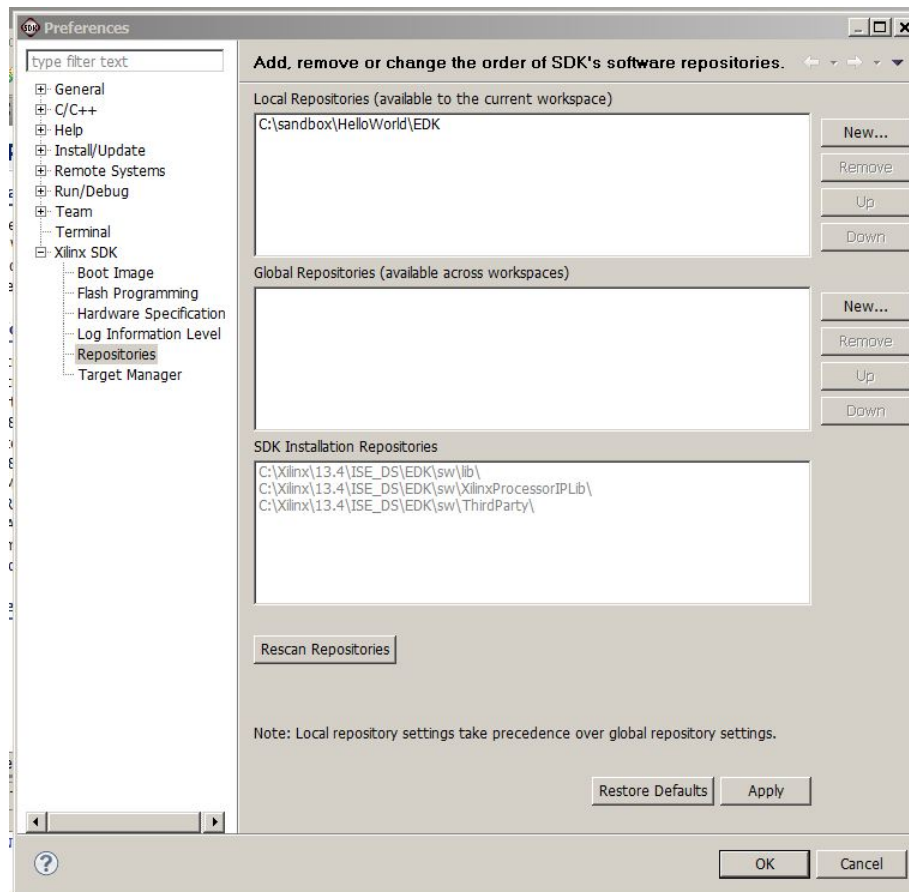 SDK Preferences
type filter text
General
C/C++
Help
Install/Update
Remote Systems
Run/Debug
Team
Terminal
Xilinx SDK
Boot Image
Flash Programming
Hardware Specification
Log Information Level
Repositories
Target Manager
Add, remove or change the order of SDK's software repositories.
Local Repositories (available to the current workspace)
C:\sandbox\HelloWorld\EDK
New...
Remove
Up
Down
Global Repositories (available across workspaces)
New...
Remove
Up
Down
SDK Installation Repositories
C:\Xilinx\13.4\ISE_DS\EDK\sw\lib\
C:\Xilinx\13.4\ISE_DS\EDK\sw\XilinxProcessorIPLib\
C:\Xilinx\13.4\ISE_DS\EDK\sw\ThirdParty\
Rescan Repositories
Note: Local repository settings take precedence over global repository settings.
Restore Defaults
Apply
?
OK
Cancel